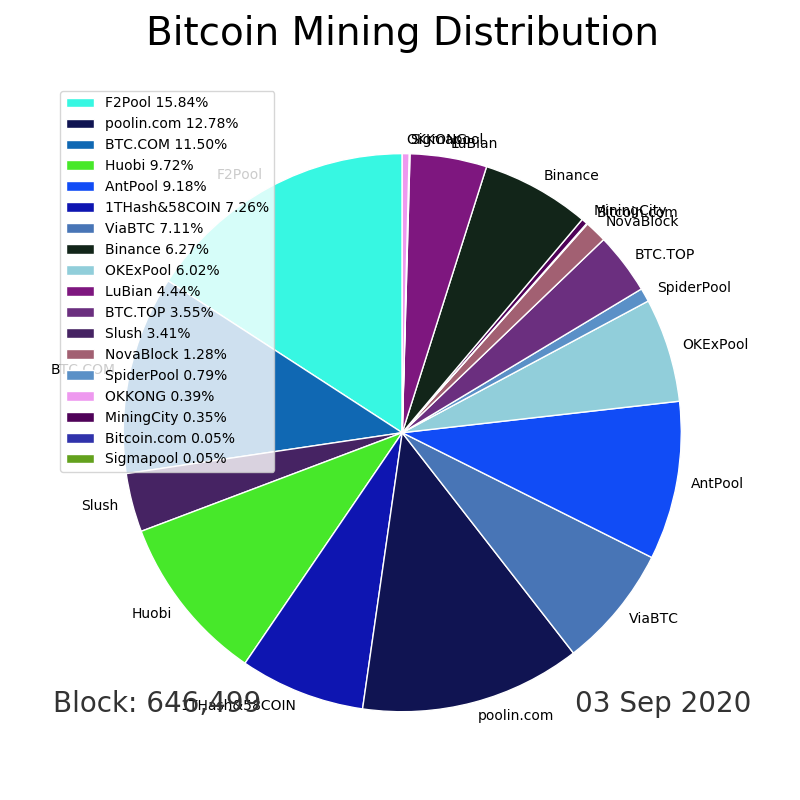 Bitcoin Mining Distribution
F2Pool 15.84%
poolin.com 12.78%
BTC.COM 11.50%
Huobi 9.72%
AntPool 9.18%
1THash&58COIN 7.26%
ViaBTC 7.11%
Binance 6.27%
OKExPool 6.02%
LuBian 4.44%
BTC.TOP 3.55%
Slush 3.41%
NovaBlock 1.28%
SpiderPool 0.79%
OKKONG 0.39%
MiningCity 0.35%
Bitcoin.com 0.05%
Sigmapool 0.05%
OKKONG
Sigmapool
LuBian
Binance
MiningCity
Bitcoin.com
NovaBlock
BTC.TOP
SpiderPool
OKExPool
AntPool
ViaBTC
poolin.com
1THash&58COIN
Huobi
Slush
BTC.COM
F2Pool
Block: 646,499
03 Sep 2020